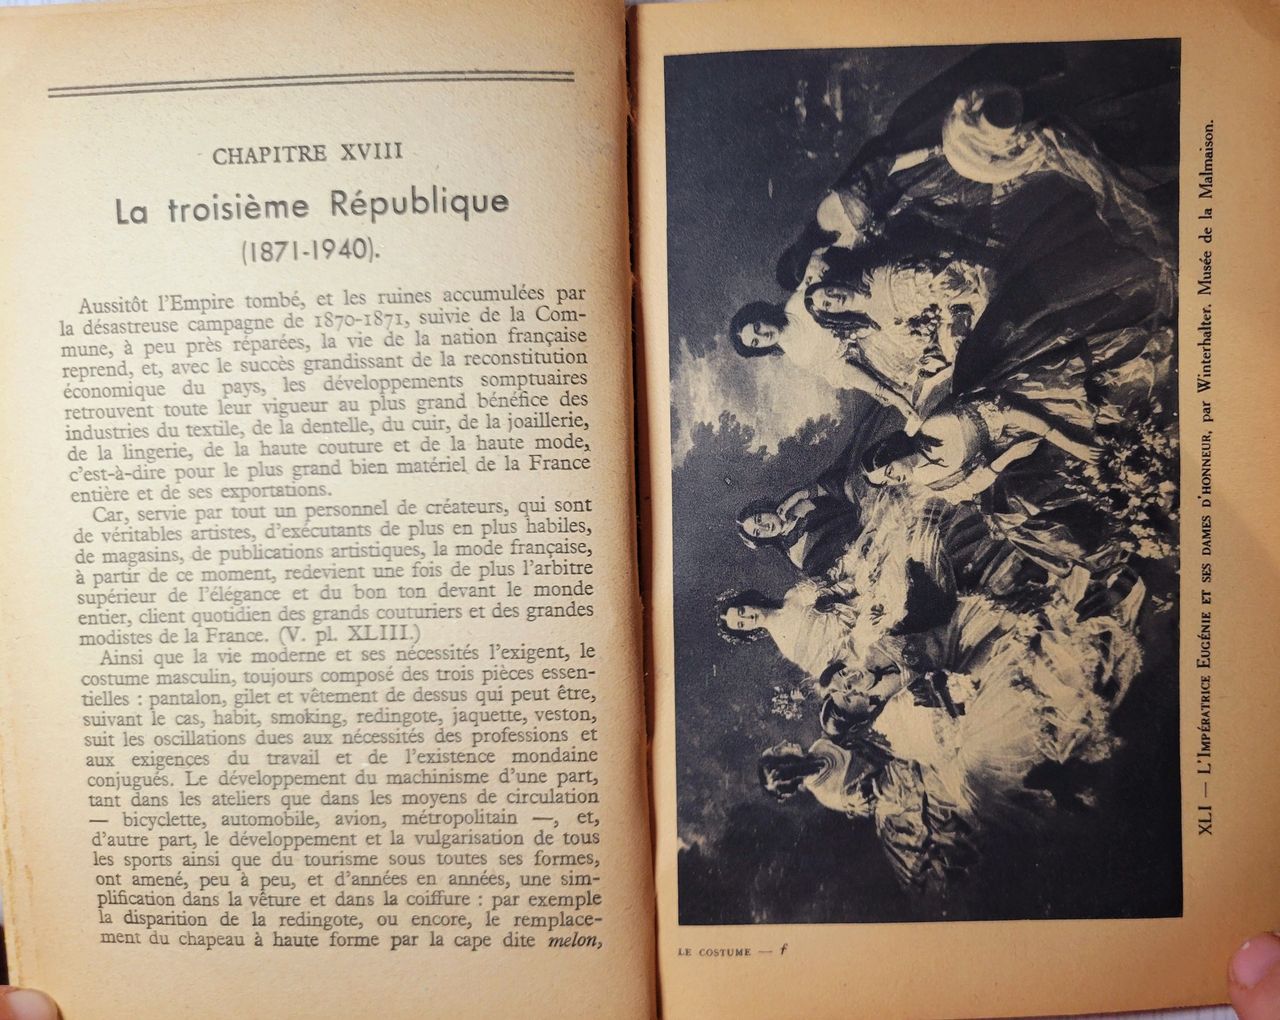 CHAPITRE XVIII
La troisième République
(1871-1940).
Aussitôt l'Empire tombé, et les ruines accumulées par
la désastreuse campagne de 1870-1871, suivie de la Com-
mune, à peu près réparées, la vie de la nation française
reprend, et, avec le succès grandissant de la reconstitution
économique du pays, les développements somptuaires
retrouvent toute leur vigueur au plus grand bénéfice des
industries du textile, de la dentelle, du cuir, de la joaillerie,
de la lingerie, de la haute couture et de la haute mode,
c'est-à-dire pour le plus grand bien matériel de la France
entière et de ses exportations.
Car, servie par tout un personnel de créateurs, qui sont
de véritables artistes, d'exécutants de plus en plus habiles,
de magasins, de publications artistiques, la mode française,
à partir de ce moment, redevient une fois de plus l'arbitre
supérieur de l'élégance et du bon ton devant le monde
entier, client quotidien des grands couturiers et des grandes
modistes de la France. (V. pl. XLIII.)
Ainsi que la vie moderne et ses nécessités l'exigent, le
costume masculin, toujours composé des trois pièces essen-
tielles : pantalon, gilet et vêtement de dessus qui peut être,
suivant le cas, habit, smoking, redingote, jaquette, veston,
suit les oscillations dues aux nécessités des professions et
aux exigences du travail et de l'existence mondaine
conjugués. Le développement du machinisme d'une part,
tant dans les ateliers que dans les moyens de circulation
— bicyclette, automobile, avion, métropolitain —, et,
d'autre part, le développement et la vulgarisation de tous
les sports ainsi que du tourisme sous toutes ses formes,
ont amené, peu à peu, et d'années en années, une sim-
plification dans la vêture et dans la coiffure : par exemple
la disparition de la redingote, ou encore, le remplace-
ment du chapeau à haute forme par la cape dite melon,
XLI — L'IMPÉRATRICE EUGÉNIE ET SES DAMES D'HONNEUR, par Winterhalter. Musée de la Malmaison.
LE COSTUME — f